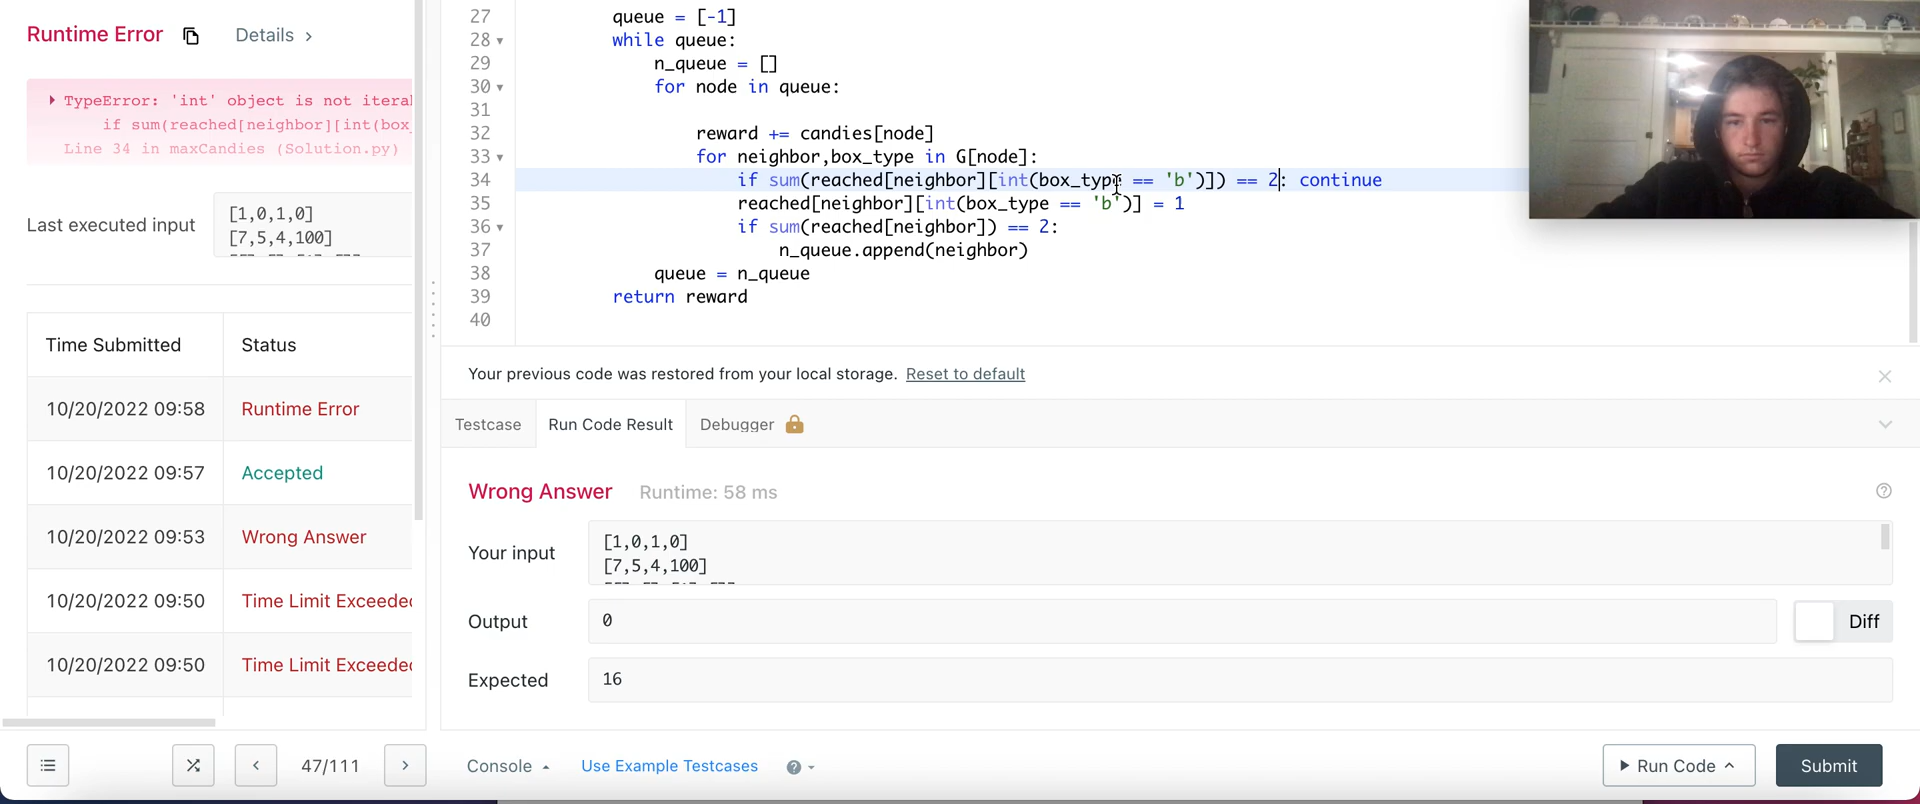 Runtime Error
Details >
TypeError: 'int' object is not itera
if sum(reached[neighbor][int(box_
Line 34 in maxCandies (Solution.py)
Last executed input
[1,0,1,0]
[7,5,4,100]
Time Submitted
Status
10/20/2022 09:58
Runtime Error
10/20/2022 09:57
Accepted
10/20/2022 09:53
Wrong Answer
10/20/2022 09:50
Time Limit Exceeded
10/20/2022 09:50
Time Limit Exceeded
47/111
27 queue = [-1]
28 while queue:
29 n_queue = []
30 for node in queue:
31
32 reward += candies[node]
33 for neighbor,box_type in G[node]:
34 if sum(reached[neighbor][int(box_type == 'b')]) == 2: continue
35 reached[neighbor][int(box_type == 'b')] = 1
36 if sum(reached[neighbor]) == 2:
37 n_queue.append(neighbor)
38 queue = n_queue
39 return reward
40
Your previous code was restored from your local storage. Reset to default
Testcase
Run Code Result
Debugger
Wrong Answer
Runtime: 58 ms
Your input
[1,0,1,0]
[7,5,4,100]
Output
0
Diff
Expected
16
Console
Use Example Testcases
Run Code
Submit